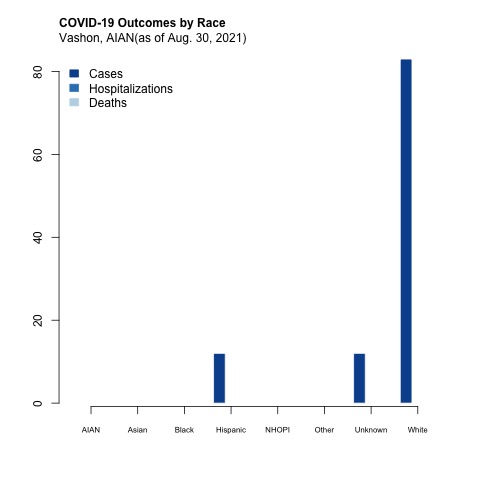 COVID-19 Outcomes by Race
Vashon, AIAN(as of Aug. 30, 2021)
Cases
Hospitalizations
Deaths
80
60
40
20
0
AIAN Asian Black Hispanic NHOPI Other Unknown White